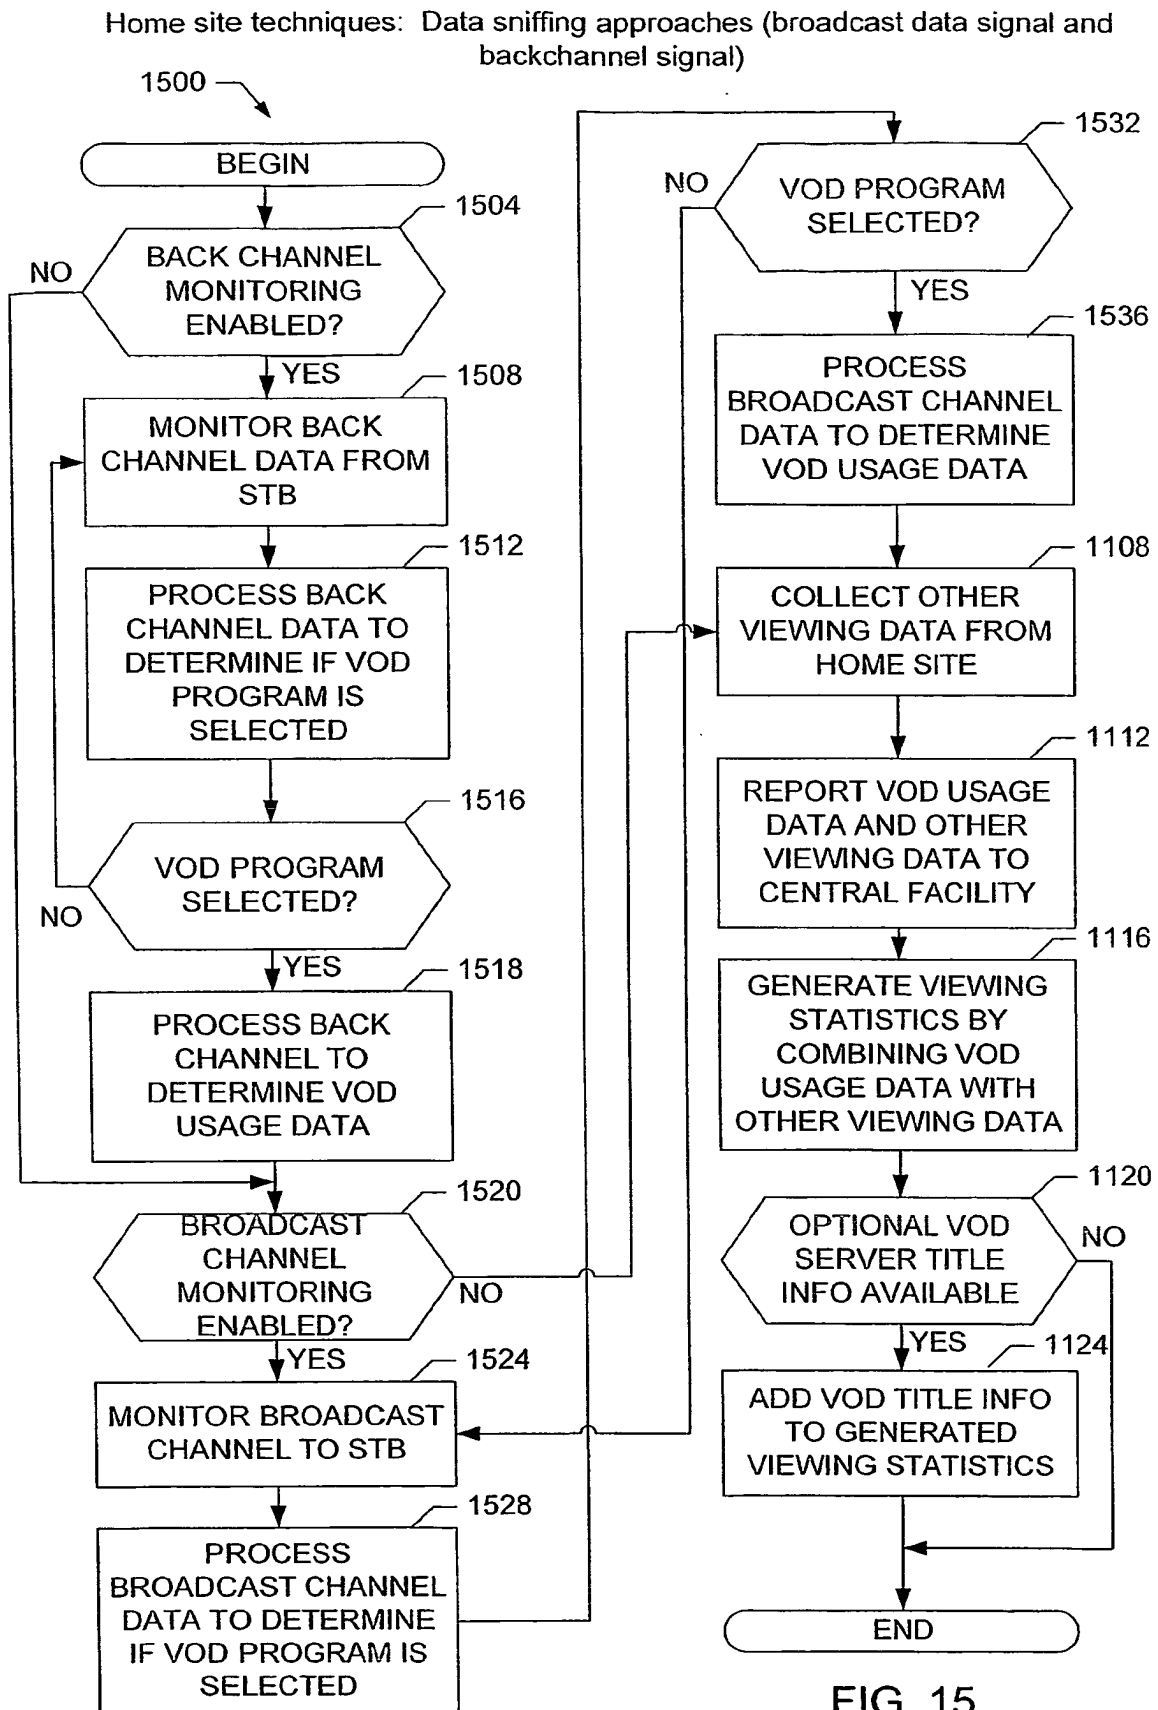 Home site techniques: Data sniffing approaches (broadcast data signal and
backchannel signal)
1500
BEGIN
1504
BACK CHANNEL
MONITORING
ENABLED?
NO
YES
1508
MONITOR BACK
CHANNEL DATA FROM
STB
1512
PROCESS BACK
CHANNEL DATA TO
DETERMINE IF VOD
PROGRAM IS
SELECTED
1516
VOD PROGRAM
SELECTED?
NO
YES
1518
PROCESS BACK
CHANNEL TO
DETERMINE VOD
USAGE DATA
1520
BROADCAST
CHANNEL
MONITORING
ENABLED?
NO
YES
1524
MONITOR BROADCAST
CHANNEL TO STB
1528
PROCESS
BROADCAST CHANNEL
DATA TO DETERMINE
IF VOD PROGRAM IS
SELECTED
1532
VOD PROGRAM
SELECTED?
NO
YES
1536
PROCESS
BROADCAST CHANNEL
DATA TO DETERMINE
VOD USAGE DATA
1108
COLLECT OTHER
VIEWING DATA FROM
HOME SITE
1112
REPORT VOD USAGE
DATA AND OTHER
VIEWING DATA TO
CENTRAL FACILITY
1116
GENERATE VIEWING
STATISTICS BY
COMBINING VOD
USAGE DATA WITH
OTHER VIEWING DATA
1120
OPTIONAL VOD
SERVER TITLE
INFO AVAILABLE
NO
YES
1124
ADD VOD TITLE INFO
TO GENERATED
VIEWING STATISTICS
END
FIG. 15